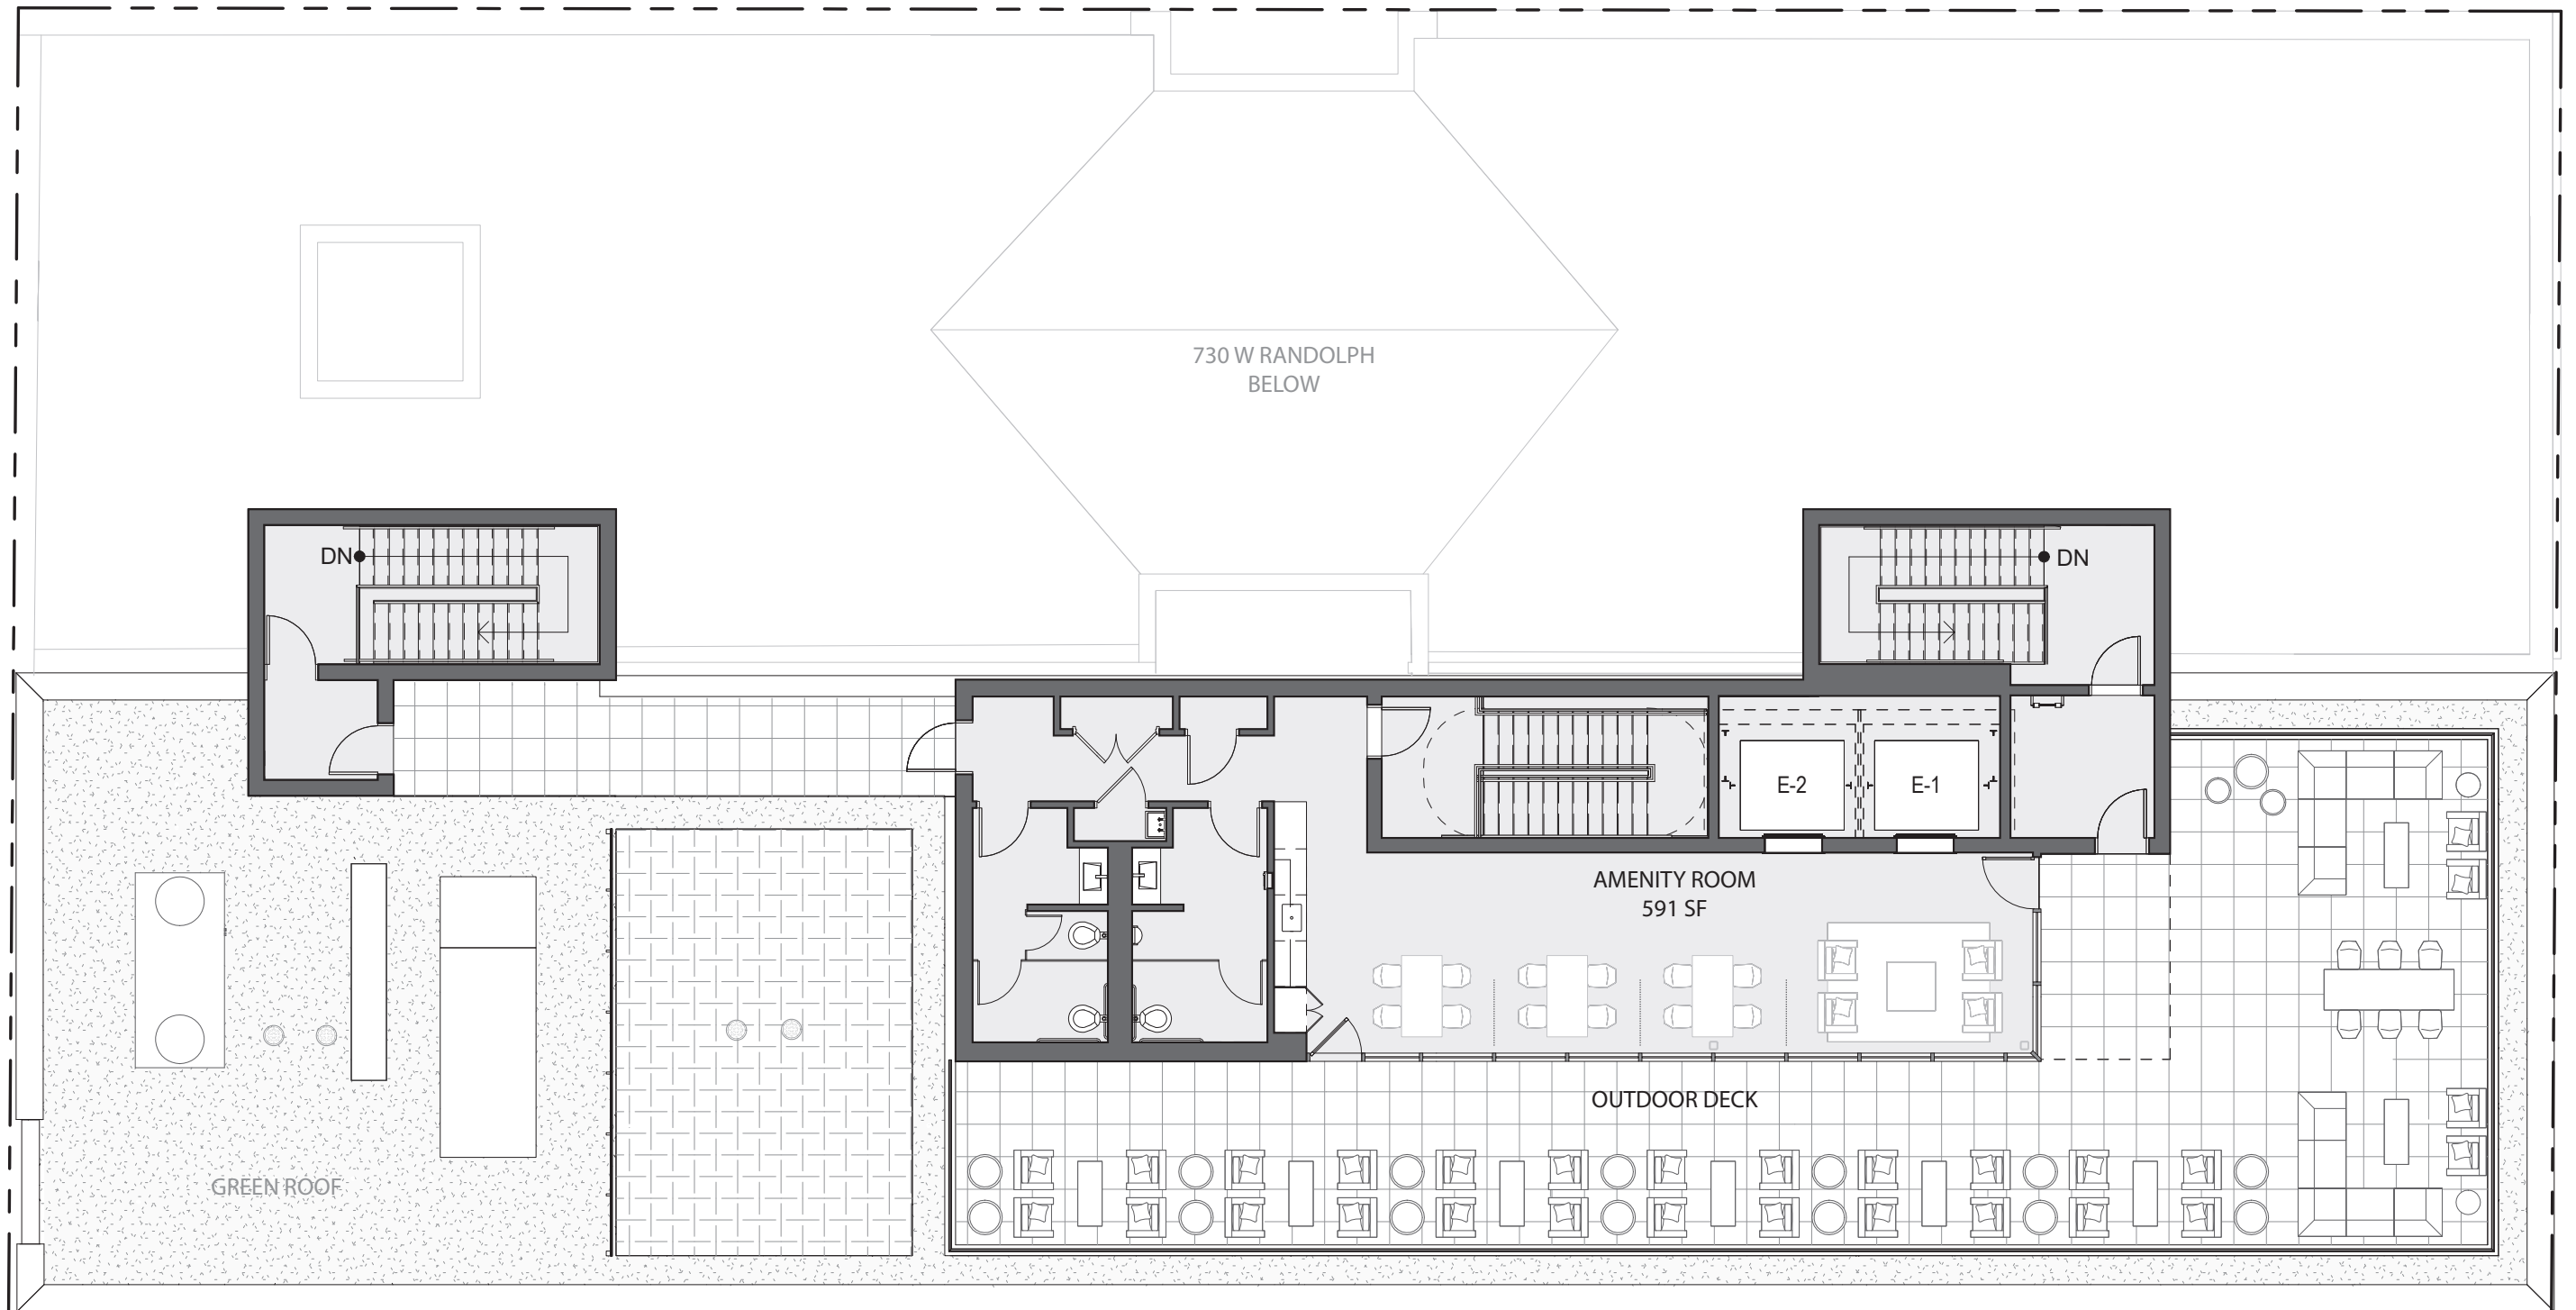 730 W RANDOLPH
BELOW
DN
DN
E-2
E-1
AMENITY ROOM
591 SF
OUTDOOR DECK
GREEN ROOF